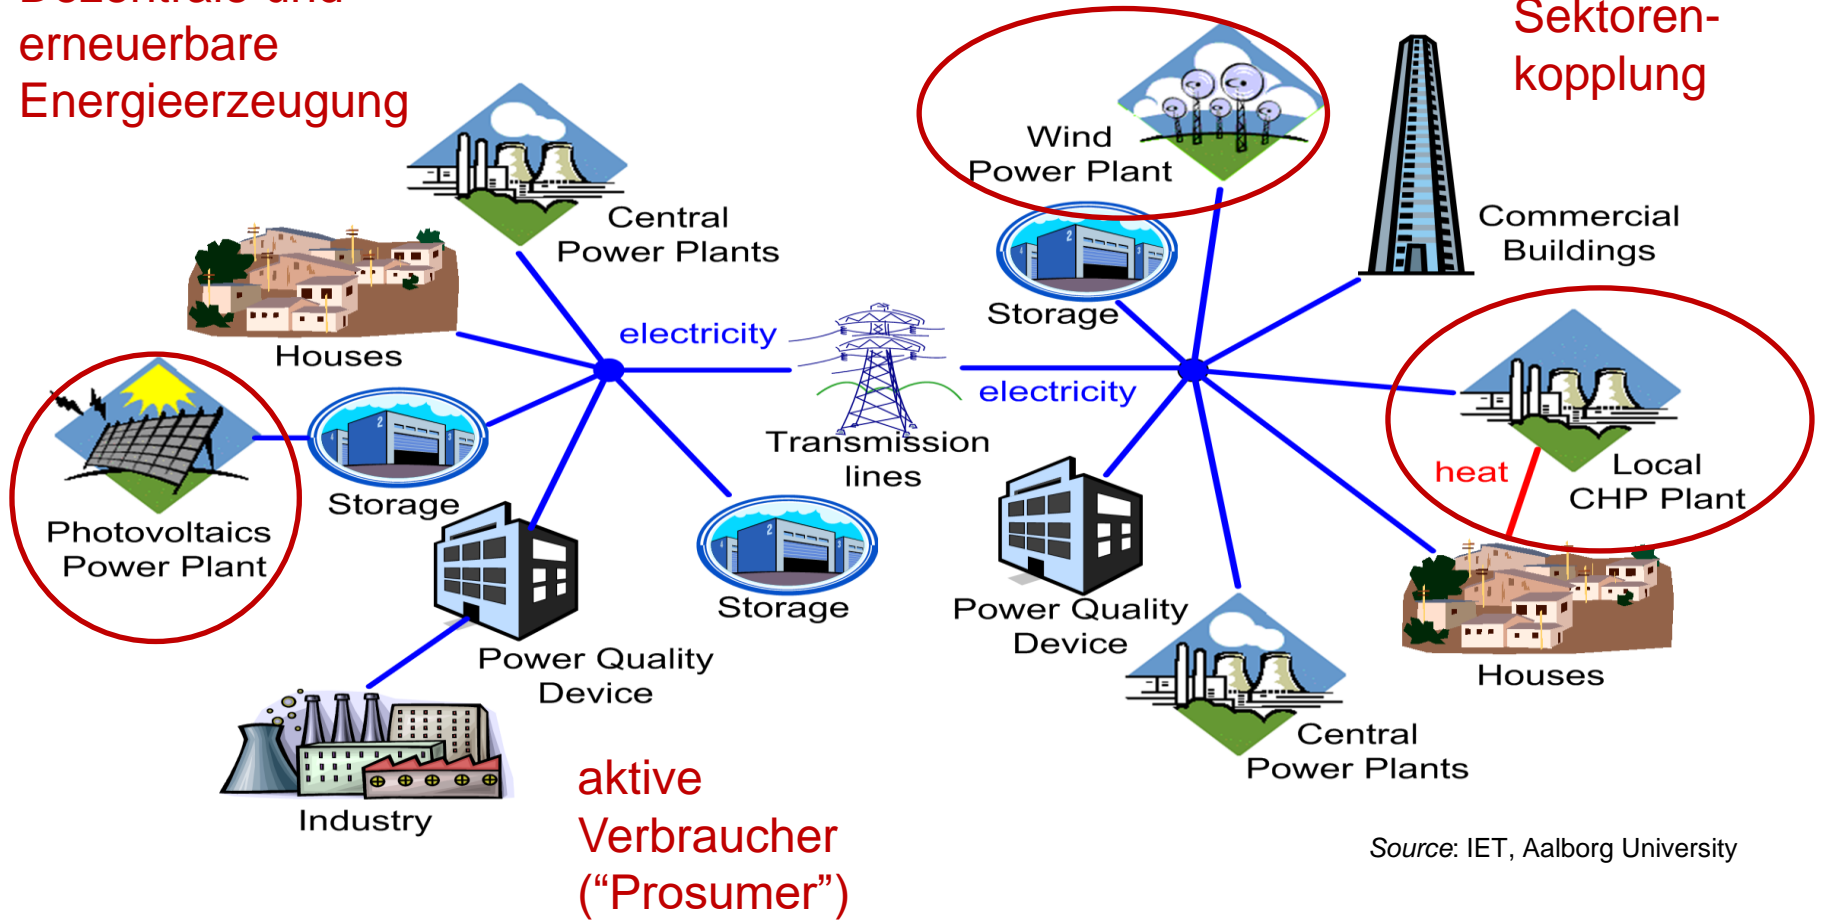 Dezentrale und
erneuerbare
Energieerzeugung
Sektoren-
kopplung
Wind
Power Plant
Central
Power Plants
Commercial
Buildings
Storage
electricity
Houses
electricity
Transmission
lines
heat
Local
CHP Plant
Storage
Photovoltaics
Power Plant
Storage
Power Quality
Device
Power Quality
Device
Houses
Central
Power Plants
Industry
aktive
Verbraucher
(“Prosumer”)
Source: IET, Aalborg University